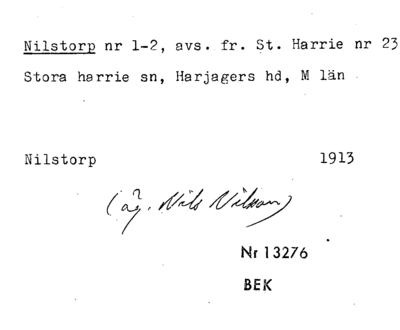 Nilstorp nr 1-2, avs. fr. St. Harrie nr 23
Stora harrie sn, Harjagers hd, M län
Nilstorp 1913
(äg. Nils Nilsson)
Nr 13276
BEK